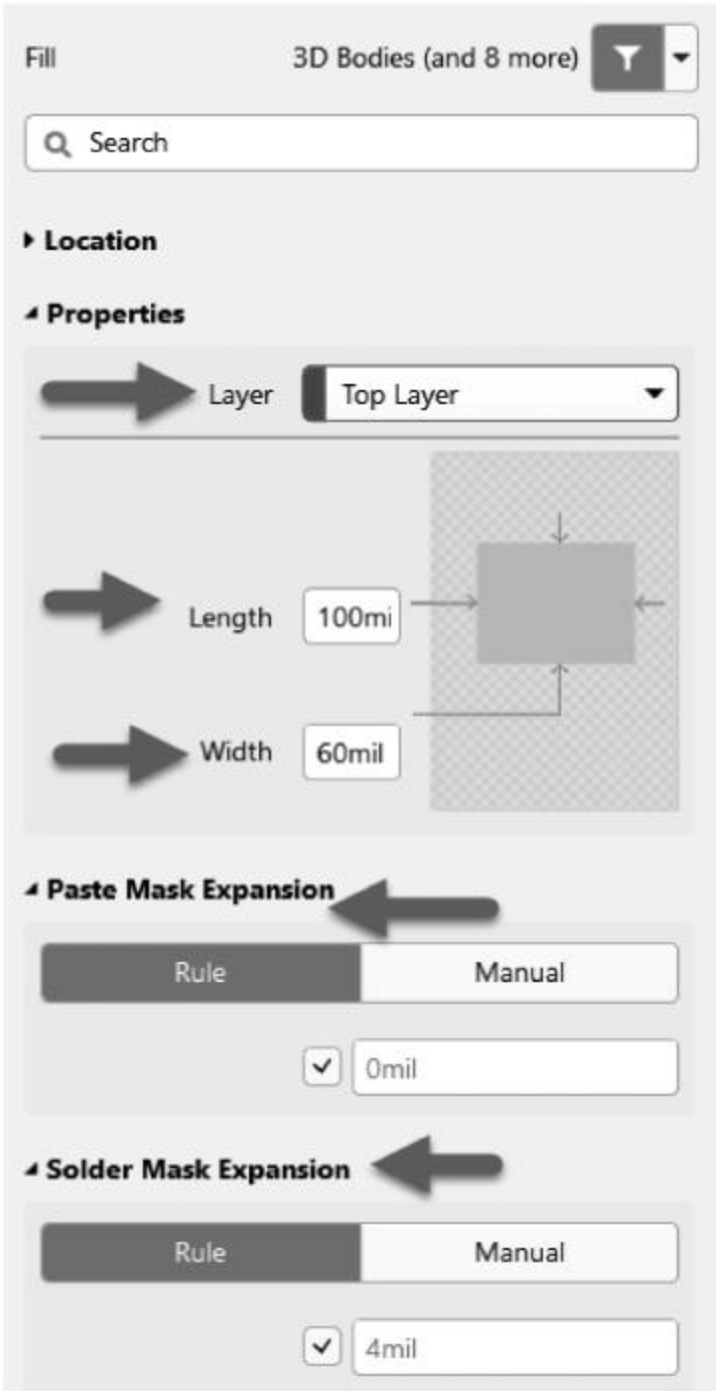 Fill 3D Bodies (and 8 more)
Search
Location
Properties
Layer Top Layer
Length 100mi
Width 60mil
Paste Mask Expansion
Rule Manual
0mil
Solder Mask Expansion
Rule Manual
4mil